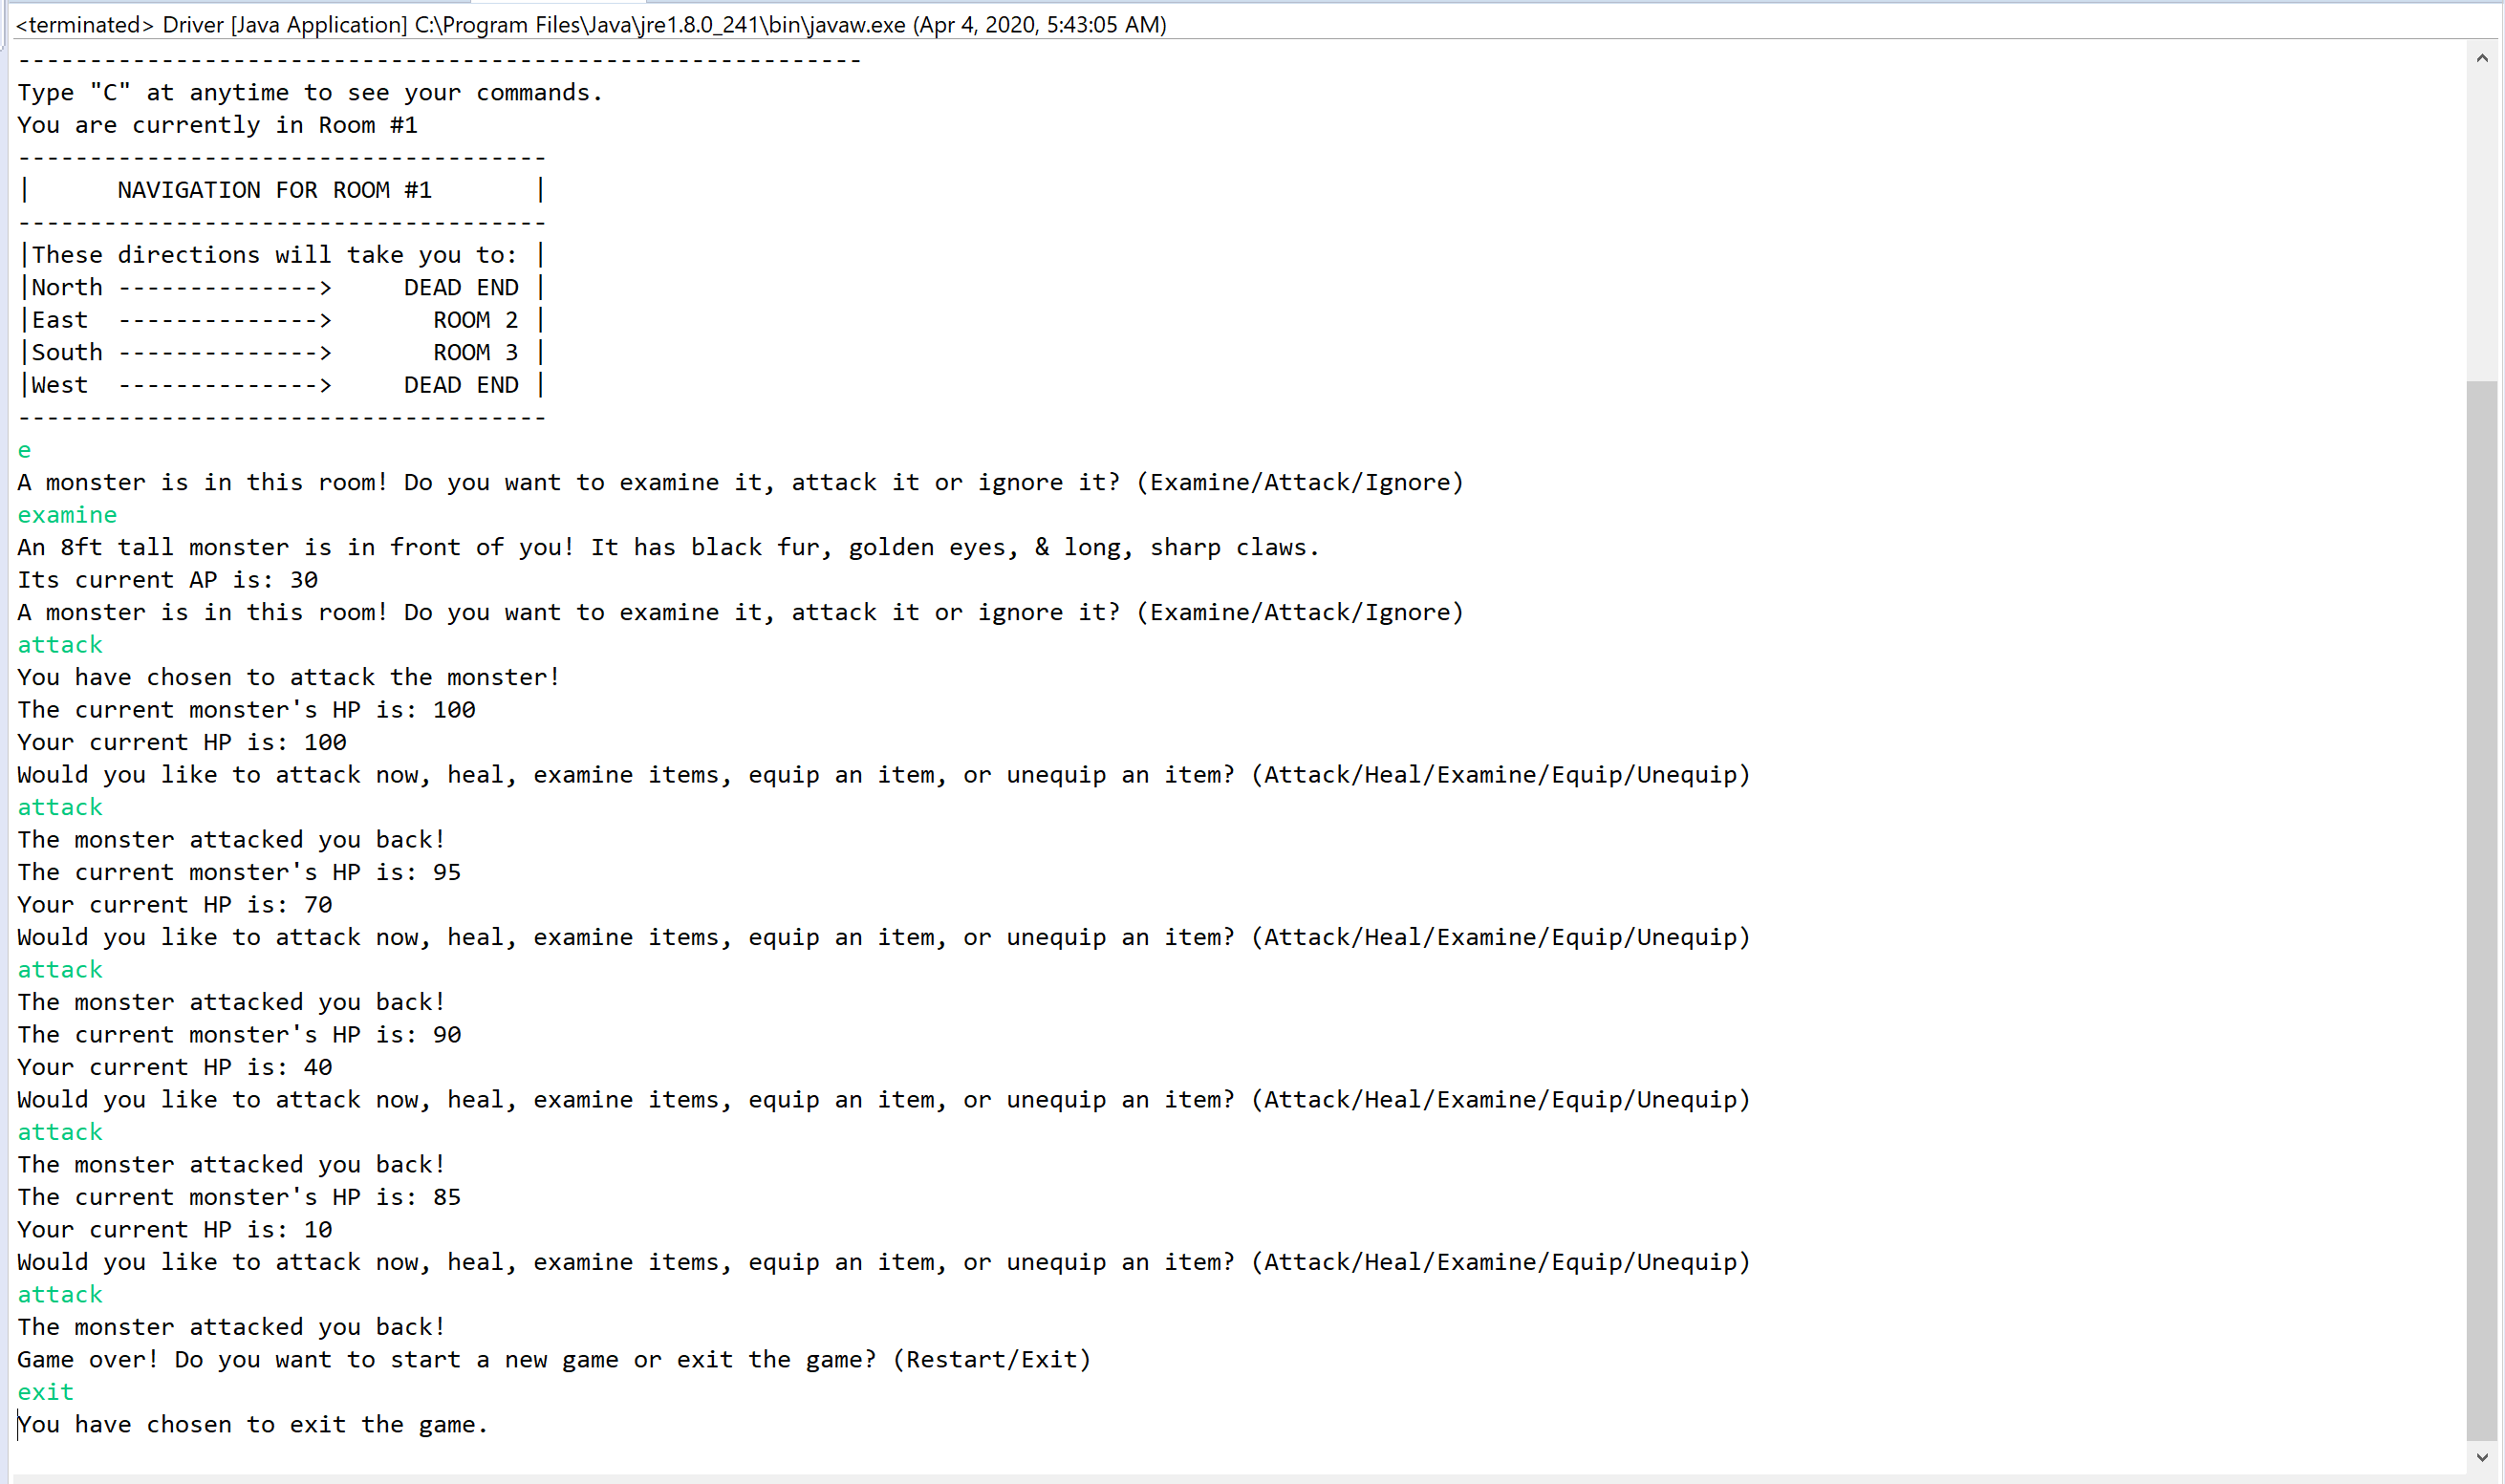 <terminated> Driver [Java Application] C:\Program Files\Java\jre1.8.0_241\bin\javaw.exe (Apr 4, 2020, 5:43:05 AM)
-----------------------------------------------------------
Type "C" at anytime to see your commands.
You are currently in Room #1
-------------------------------------
|      NAVIGATION FOR ROOM #1       |
-------------------------------------
|These directions will take you to: |
|North -------------->     DEAD END |
|East  -------------->       ROOM 2 |
|South -------------->       ROOM 3 |
|West  -------------->     DEAD END |
-------------------------------------
e
A monster is in this room! Do you want to examine it, attack it or ignore it? (Examine/Attack/Ignore)
examine
An 8ft tall monster is in front of you! It has black fur, golden eyes, & long, sharp claws.
Its current AP is: 30
A monster is in this room! Do you want to examine it, attack it or ignore it? (Examine/Attack/Ignore)
attack
You have chosen to attack the monster!
The current monster's HP is: 100
Your current HP is: 100
Would you like to attack now, heal, examine items, equip an item, or unequip an item? (Attack/Heal/Examine/Equip/Unequip)
attack
The monster attacked you back!
The current monster's HP is: 95
Your current HP is: 70
Would you like to attack now, heal, examine items, equip an item, or unequip an item? (Attack/Heal/Examine/Equip/Unequip)
attack
The monster attacked you back!
The current monster's HP is: 90
Your current HP is: 40
Would you like to attack now, heal, examine items, equip an item, or unequip an item? (Attack/Heal/Examine/Equip/Unequip)
attack
The monster attacked you back!
The current monster's HP is: 85
Your current HP is: 10
Would you like to attack now, heal, examine items, equip an item, or unequip an item? (Attack/Heal/Examine/Equip/Unequip)
attack
The monster attacked you back!
Game over! Do you want to start a new game or exit the game? (Restart/Exit)
exit
You have chosen to exit the game.